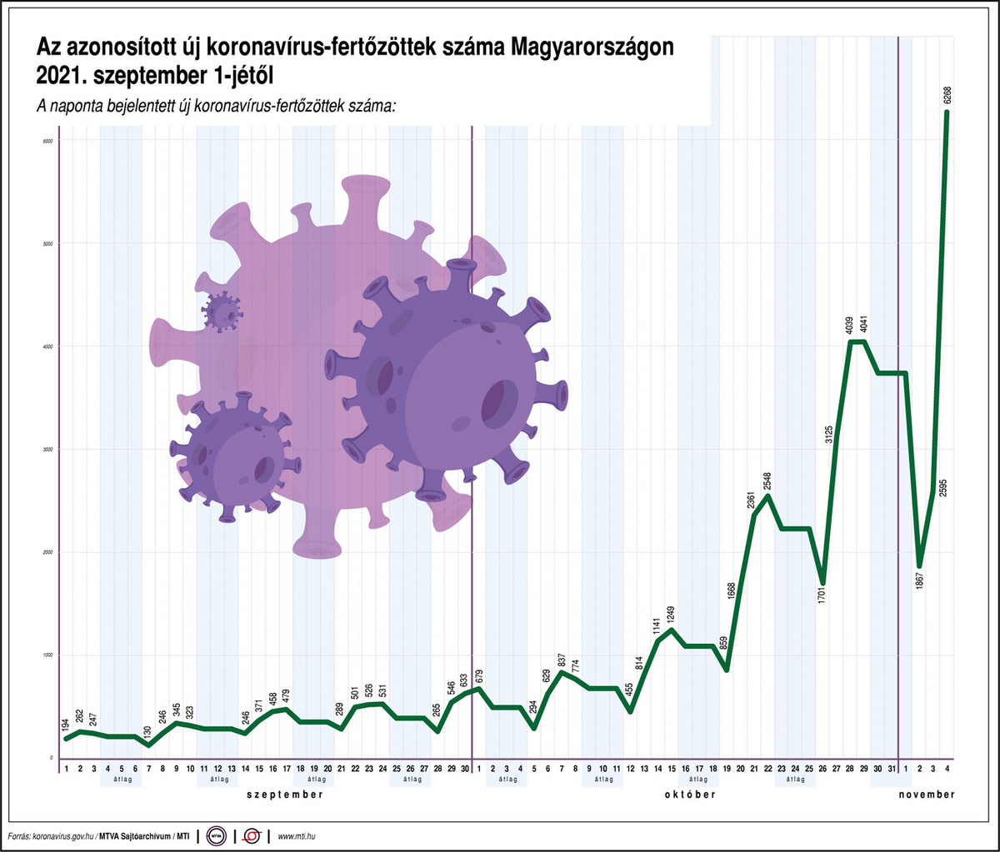 Az azonosított új koronavírus-fertőzöttek száma Magyarországon
2021. szeptember 1-jétől
A naponta bejelentett új koronavírus-fertőzöttek száma:
6268
6000
5000
4039 4041
4000
3125
3000
2361 2548 2595
2000
1668 1701 1867
1141 1249
1000
194 262 247 130 246 345 323 246 371 458 479 289 501 526 531 265 546 633 679 294 629 837 774 455 814 859
0
1 2 3 4 5 6 7 8 9 10 11 12 13 14 15 16 17 18 19 20 21 22 23 24 25 26 27 28 29 30 1 2 3 4 5 6 7 8 9 10 11 12 13 14 15 16 17 18 19 20 21 22 23 24 25 26 27 28 29 30 31 1 2 3 4
átlag átlag átlag átlag átlag átlag átlag átlag
szeptember október november
Forrás: koronavirus.gov.hu / MTVA Sajtóarchívum / MTI | MTVA | | www.mti.hu